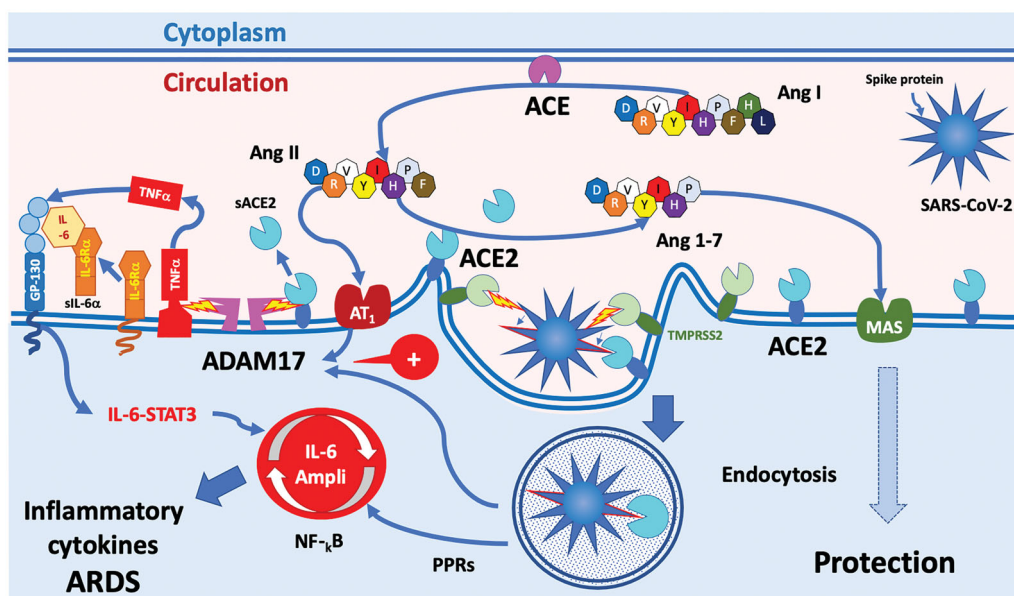 Cytoplasm
Circulation
ACE
Ang I
D V I P H
R Y H F L
Spike protein
SARS-CoV-2
Ang II
D V I P
R Y H F
sACE2
TNFα
IL
-6
IL-6Rα
sIL-6α
IL-6Rα
GP-130
TNFα
D V I P
R Y H
Ang 1-7
ACE2
AT1
ADAM17
+
TMPRSS2
ACE2
MAS
IL-6-STAT3
IL-6
Ampli
NF-kB
PPRs
Endocytosis
Inflammatory
cytokines
ARDS
Protection